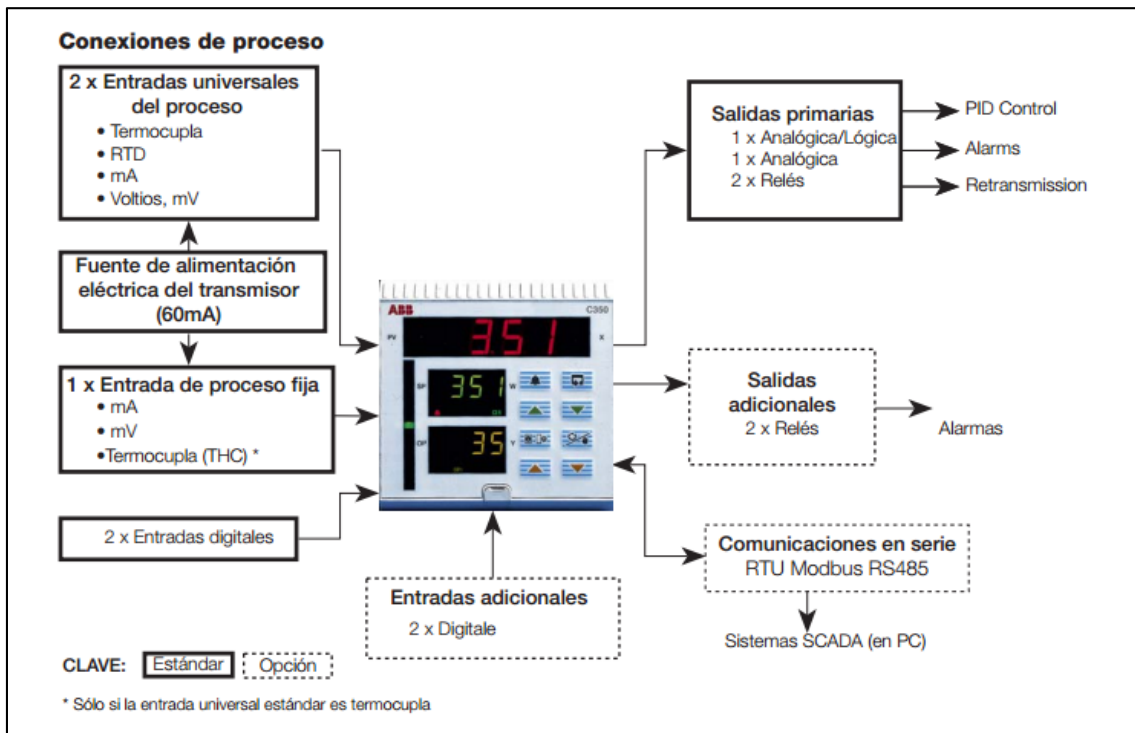 Conexiones de proceso
2 x Entradas universales
del proceso
• Termocupla
• RTD
• mA
• Voltios, mV
Fuente de alimentación
eléctrica del transmisor
(60mA)
1 x Entrada de proceso fija
• mA
• mV
•Termocupla (THC) *
2 x Entradas digitales
ABB
C350
PV
351
X
SP
351
W
OP
35
Y
Entradas adicionales
2 x Digitale
Salidas primarias
1 x Analógica/Lógica
1 x Analógica
2 x Relés
PID Control
Alarms
Retransmission
Salidas
adicionales
2 x Relés
Alarmas
Comunicaciones en serie
RTU Modbus RS485
Sistemas SCADA (en PC)
CLAVE: Estándar Opción
* Sólo si la entrada universal estándar es termocupla